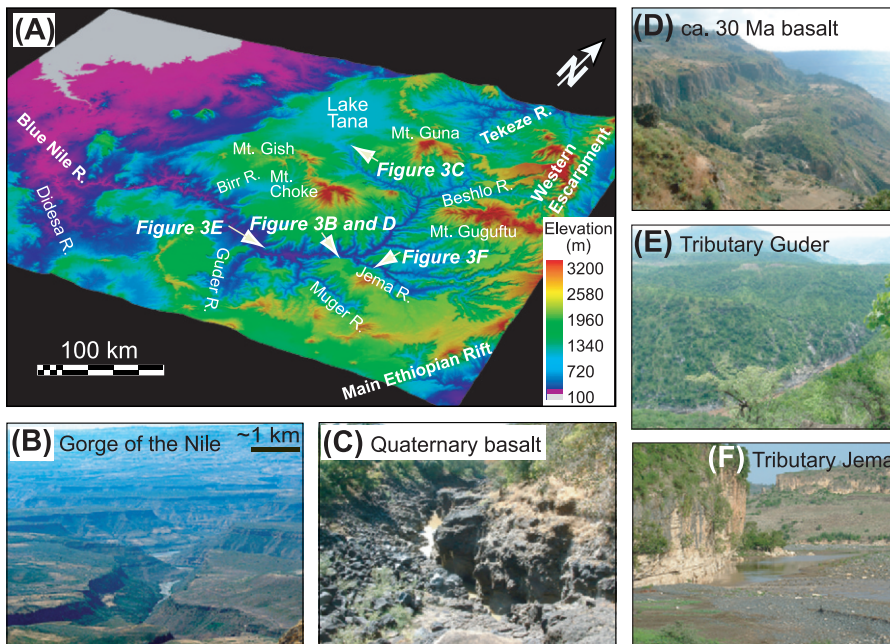 (A)
N
Lake
Tana
Mt. Guna
Tekeze R.
Western
Escarpment
Blue Nile R.
Mt. Gish
Figure 3C
Birr R.
Mt.
Choke
Beshlo R.
Didesa R.
Figure 3E
Figure 3B and D
Mt. Guguftu
Guder R.
Figure 3F
Jema R.
Muger R.
Main Ethiopian Rift
100 km
Elevation
(m)
3200
2580
1960
1340
720
100
(D) ca. 30 Ma basalt
(E) Tributary Guder
(B) Gorge of the Nile
~1 km
(C) Quaternary basalt
(F) Tributary Jema